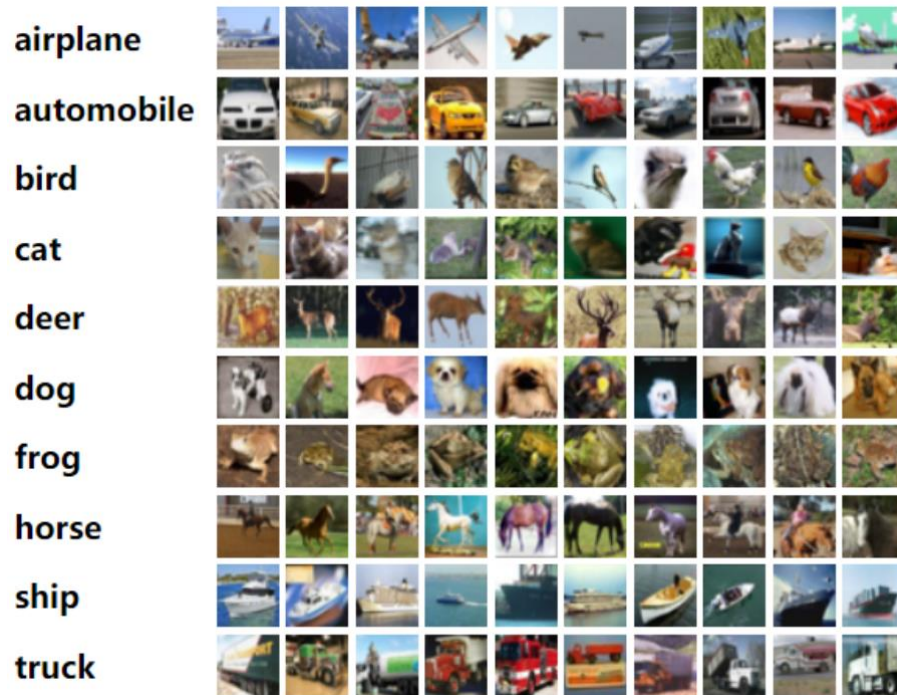 airplane
automobile
bird
cat
deer
dog
frog
horse
ship
truck